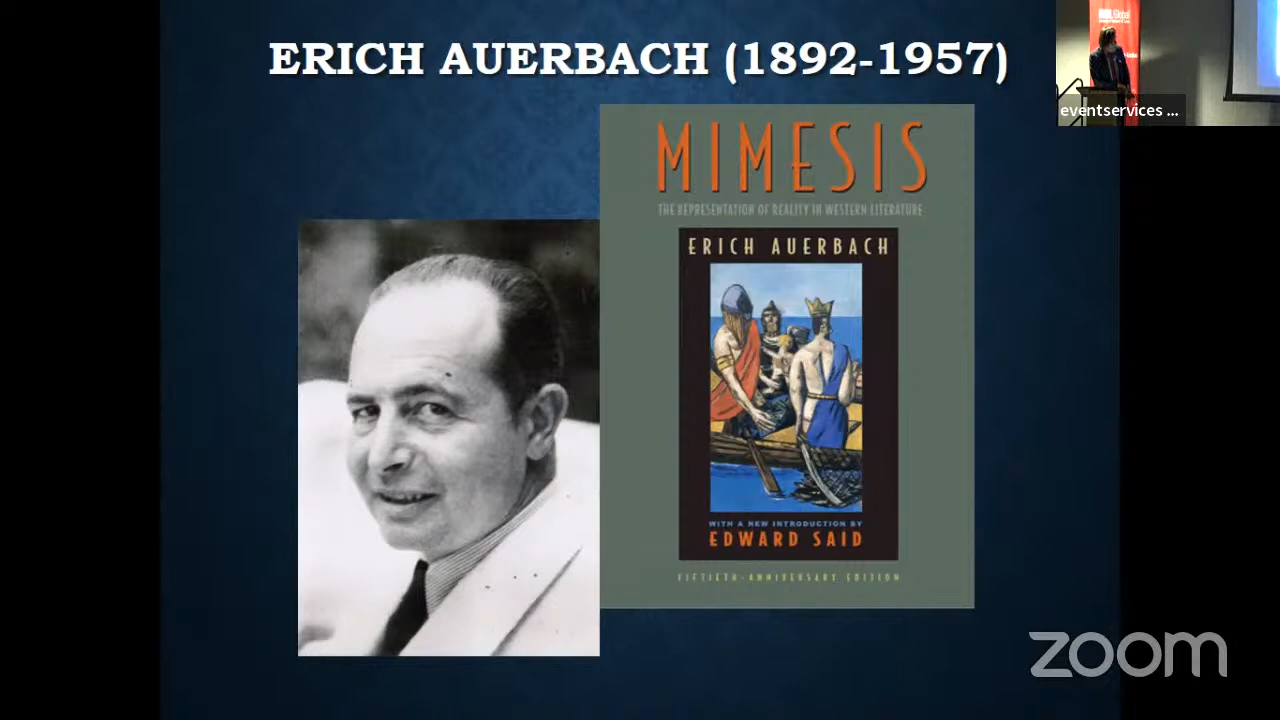 ERICH AUERBACH (1892-1957)
eventservices ...
MIMESIS
THE REPRESENTATION OF REALITY IN WESTERN LITERATURE
ERICH AUERBACH
WITH A NEW INTRODUCTION BY
EDWARD SAID
FIFTIETH-ANNIVERSARY EDITION
zoom